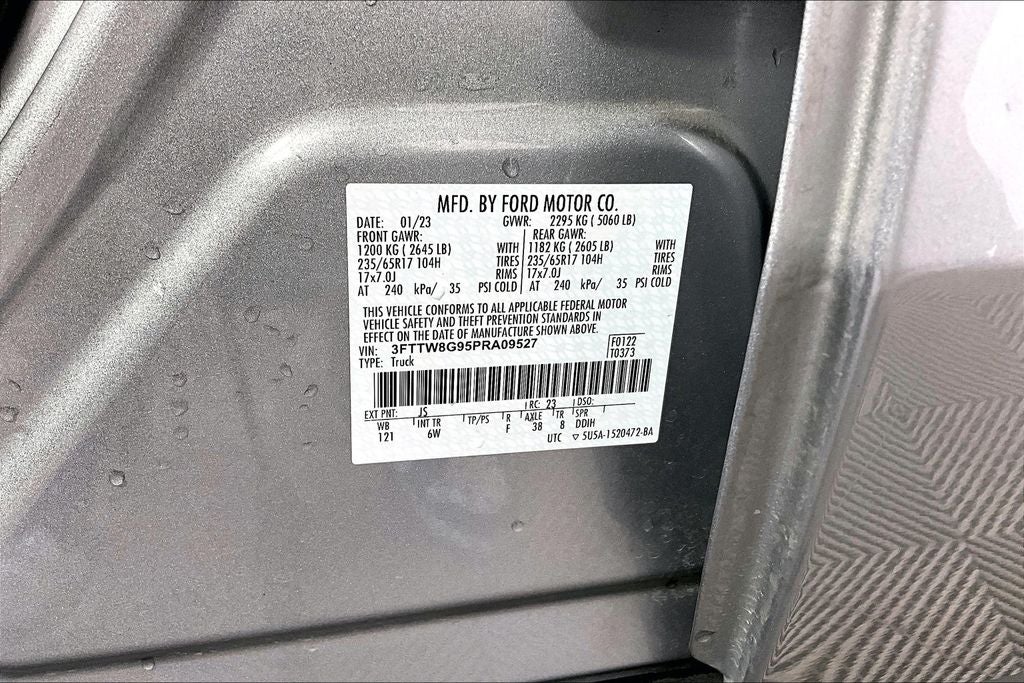 MFD. BY FORD MOTOR CO.
DATE: 01/23 GVWR: 2295 KG ( 5060 LB)
FRONT GAWR: REAR GAWR:
1200 KG ( 2645 LB) WITH 1182 KG ( 2605 LB) WITH
235/65R17 104H TIRES 235/65R17 104H TIRES
17x7.0J RIMS 17x7.0J RIMS
AT 240 kPa/ 35 PSI COLD AT 240 kPa/ 35 PSI COLD
THIS VEHICLE CONFORMS TO ALL APPLICABLE FEDERAL MOTOR
VEHICLE SAFETY AND THEFT PREVENTION STANDARDS IN
EFFECT ON THE DATE OF MANUFACTURE SHOWN ABOVE.
VIN: 3FTTW8G95PRA09527 F0122
TYPE: Truck T0373
EXT PNT: JS RC: 23 DSO:
WB INT TR TP/PS R AXLE TR SPR
121 6W F 38 8 DDIH
UTC ▽ 5U5A-1520472-BA